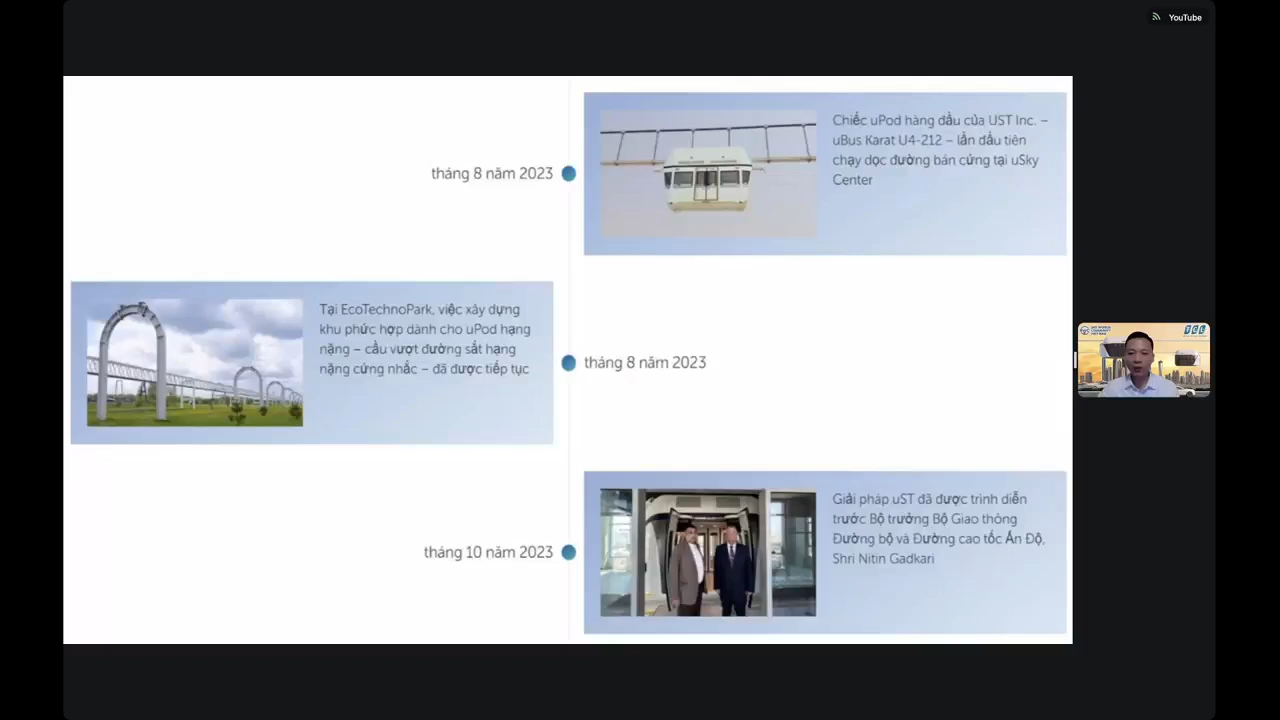 YouTube
tháng 8 năm 2023
Chiếc uPod hàng đầu của UST Inc. –
uBus Karat U4-212 – lần đầu tiên
chạy dọc đường bán cứng tại uSky
Center
Tại EcoTechnoPark, việc xây dựng
khu phức hợp dành cho uPod hạng
nặng – cầu vượt đường sắt hạng
nặng cứng nhắc – đã được tiếp tục
tháng 8 năm 2023
tháng 10 năm 2023
Giải pháp uST đã được trình diễn
trước Bộ trưởng Bộ Giao thông
Đường bộ và Đường cao tốc Ấn Độ,
Shri Nitin Gadkari